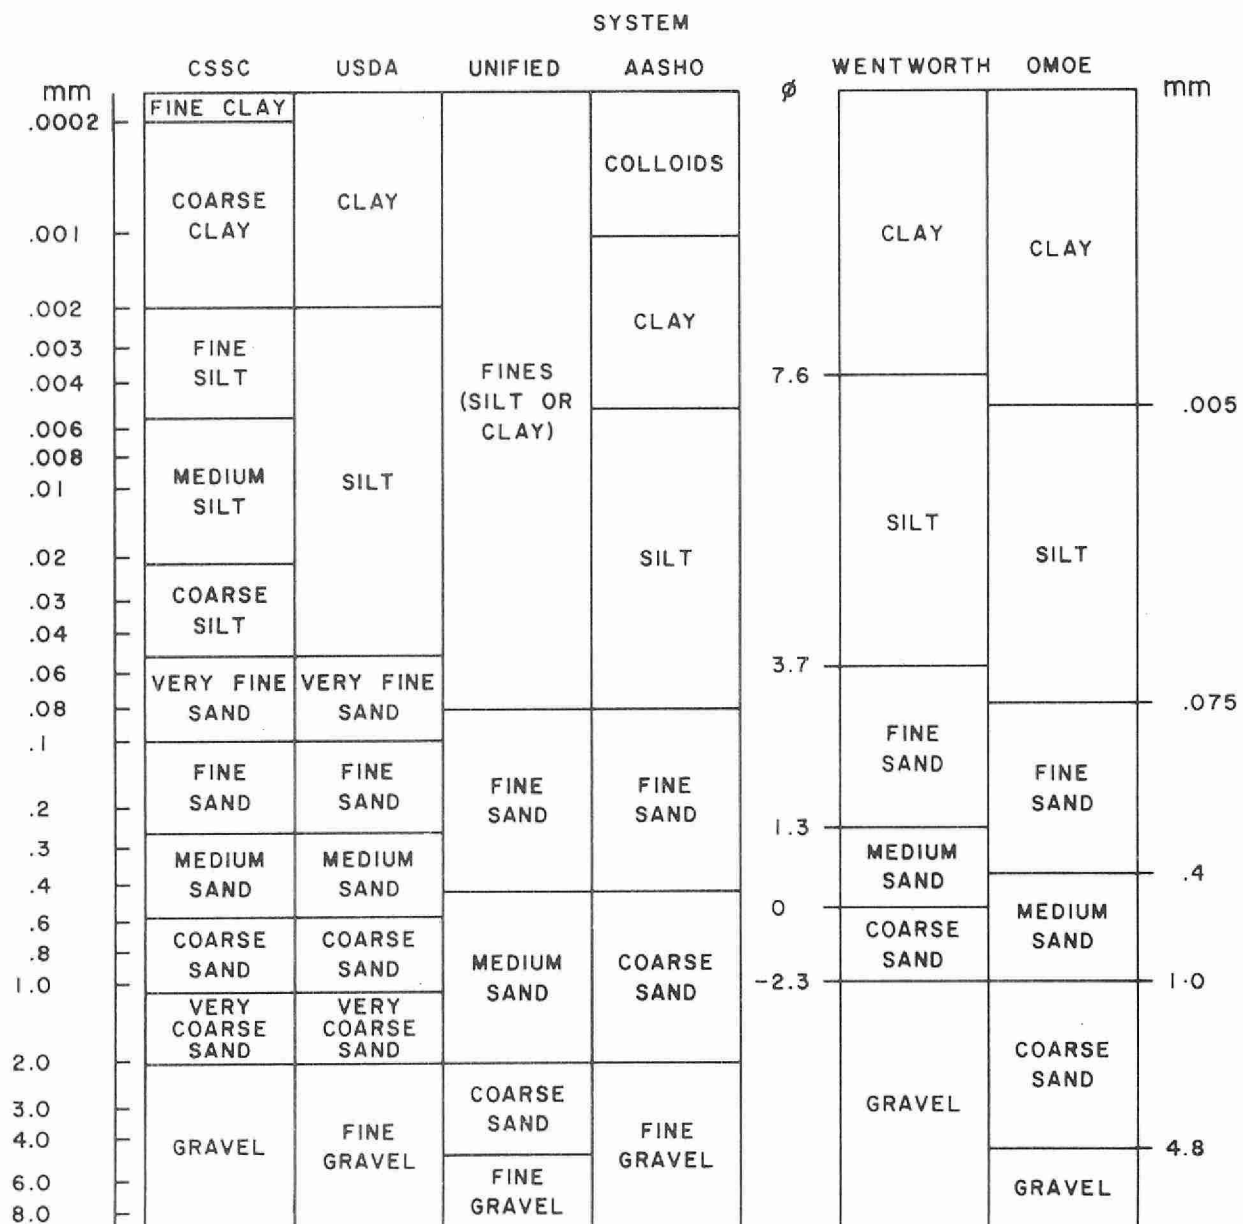 SYSTEM
CSSC USDA UNIFIED AASHO WENTWORTH OMOE
mm ø mm
FINE CLAY
.0002
COLLOIDS
COARSE CLAY
CLAY
.001
CLAY
CLAY
.002
CLAY
.003
FINE SILT
.004
FINES (SILT OR CLAY)
7.6
.005
.006
.008
MEDIUM SILT
SILT
.01
SILT
.02
SILT
SILT
COARSE SILT
.03
.04
3.7
.06
VERY FINE SAND
VERY FINE SAND
.08
.075
.1
FINE SAND
FINE SAND
FINE SAND
FINE SAND
FINE SAND
FINE SAND
.2
1.3
.3
MEDIUM SAND
MEDIUM SAND
MEDIUM SAND
.4
.4
0
.6
COARSE SAND
COARSE SAND
MEDIUM SAND
COARSE SAND
COARSE SAND
MEDIUM SAND
.8
1.0
-2.3
1.0
VERY COARSE SAND
VERY COARSE SAND
2.0
COARSE SAND
COARSE SAND
3.0
GRAVEL
4.0
GRAVEL
FINE GRAVEL
FINE GRAVEL
4.8
6.0
FINE GRAVEL
GRAVEL
8.0